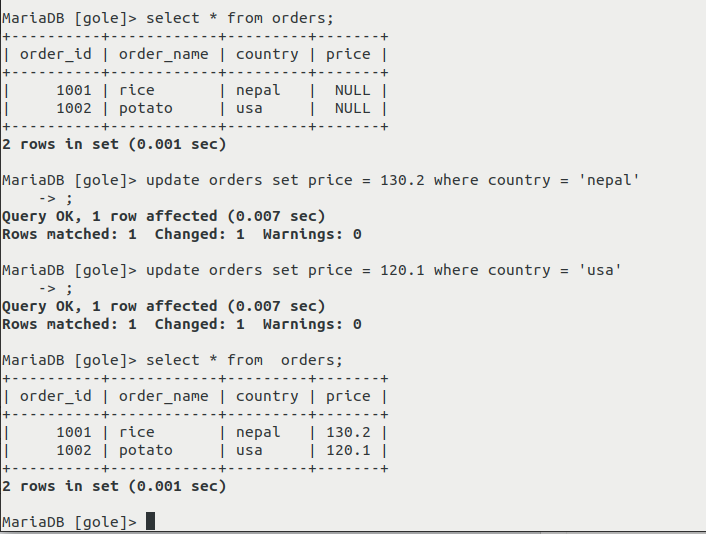 MariaDB [gole]> select * from orders;
+----------+------------+---------+-------+
| order_id | order_name | country | price |
+----------+------------+---------+-------+
|     1001 | rice       | nepal   |  NULL |
|     1002 | potato     | usa     |  NULL |
+----------+------------+---------+-------+
2 rows in set (0.001 sec)

MariaDB [gole]> update orders set price = 130.2 where country = 'nepal'
    -> ;
Query OK, 1 row affected (0.007 sec)
Rows matched: 1  Changed: 1  Warnings: 0

MariaDB [gole]> update orders set price = 120.1 where country = 'usa'
    -> ;
Query OK, 1 row affected (0.007 sec)
Rows matched: 1  Changed: 1  Warnings: 0

MariaDB [gole]> select * from  orders;
+----------+------------+---------+-------+
| order_id | order_name | country | price |
+----------+------------+---------+-------+
|     1001 | rice       | nepal   | 130.2 |
|     1002 | potato     | usa     | 120.1 |
+----------+------------+---------+-------+
2 rows in set (0.001 sec)

MariaDB [gole]>